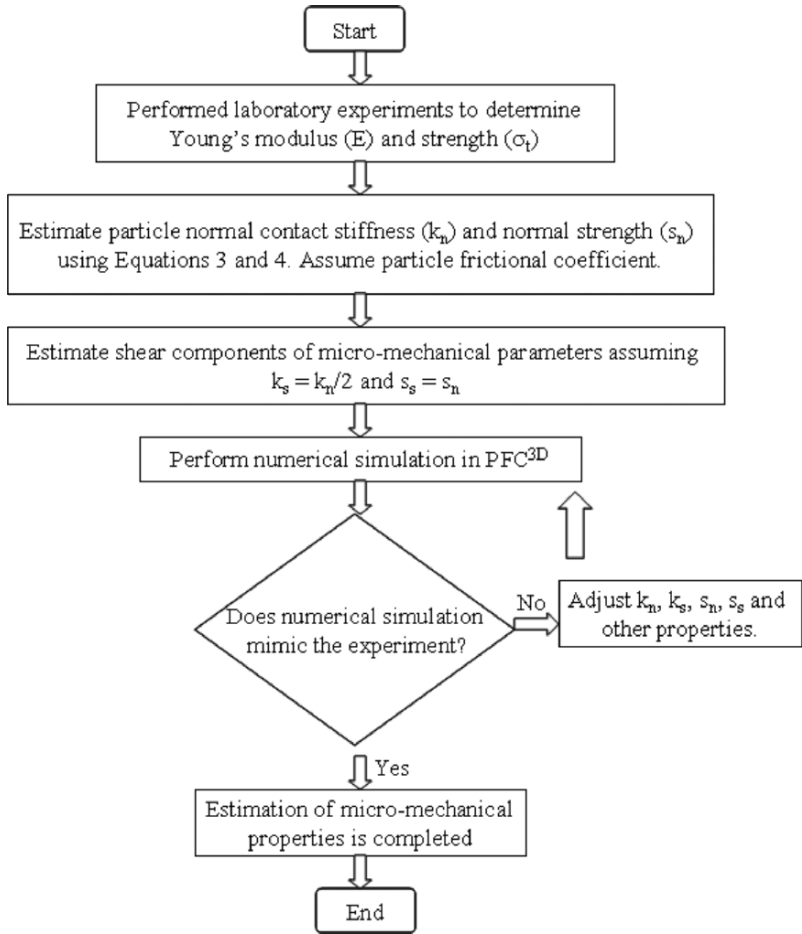 Start
Performed laboratory experiments to determine
Young's modulus (E) and strength (σt)
Estimate particle normal contact stiffness (kn) and normal strength (sn)
using Equations 3 and 4. Assume particle frictional coefficient.
Estimate shear components of micro-mechanical parameters assuming
ks = kn/2 and ss = sn
Perform numerical simulation in PFC3D
Does numerical simulation
mimic the experiment?
No
Adjust kn, ks, sn, ss and
other properties.
Yes
Estimation of micro-mechanical
properties is completed
End